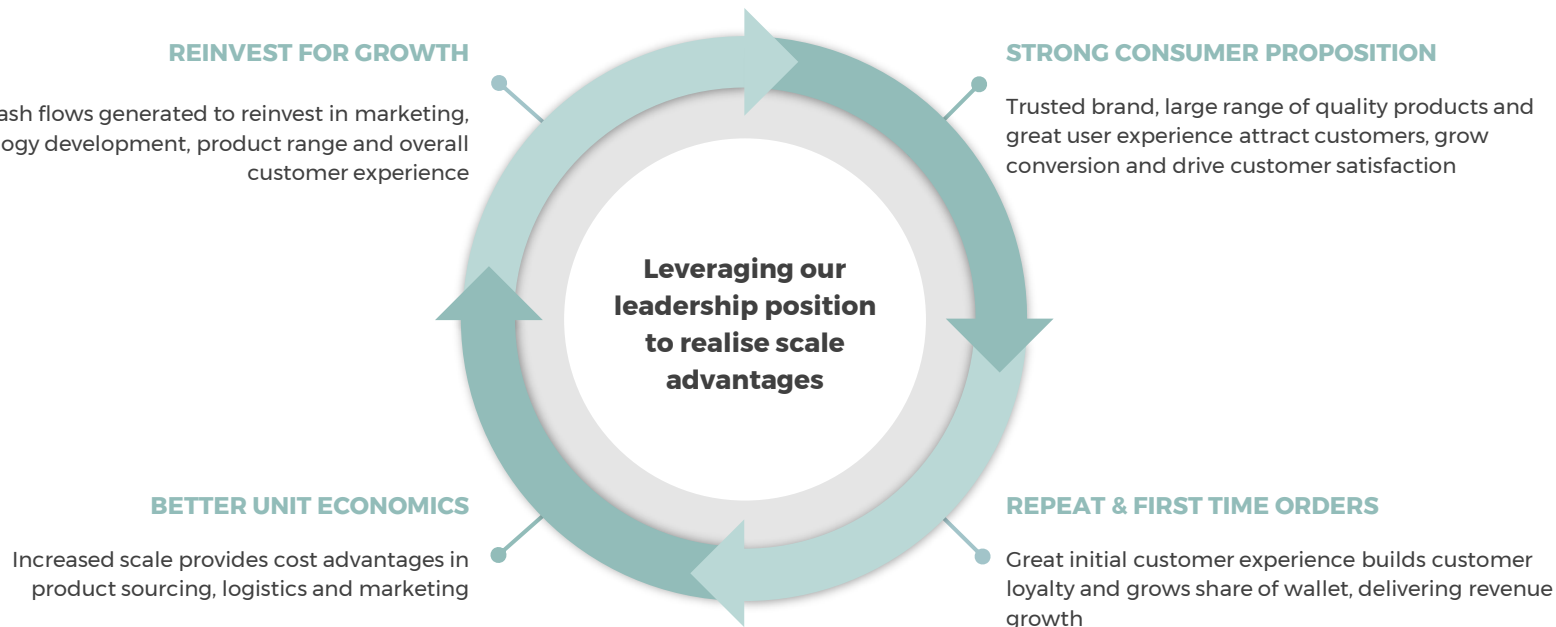 REINVEST FOR GROWTH
ash flows generated to reinvest in marketing,
ogy development, product range and overall
customer experience
STRONG CONSUMER PROPOSITION
Trusted brand, large range of quality products and
great user experience attract customers, grow
conversion and drive customer satisfaction
Leveraging our
leadership position
to realise scale
advantages
BETTER UNIT ECONOMICS
Increased scale provides cost advantages in
product sourcing, logistics and marketing
REPEAT & FIRST TIME ORDERS
Great initial customer experience builds customer
loyalty and grows share of wallet, delivering revenue
growth